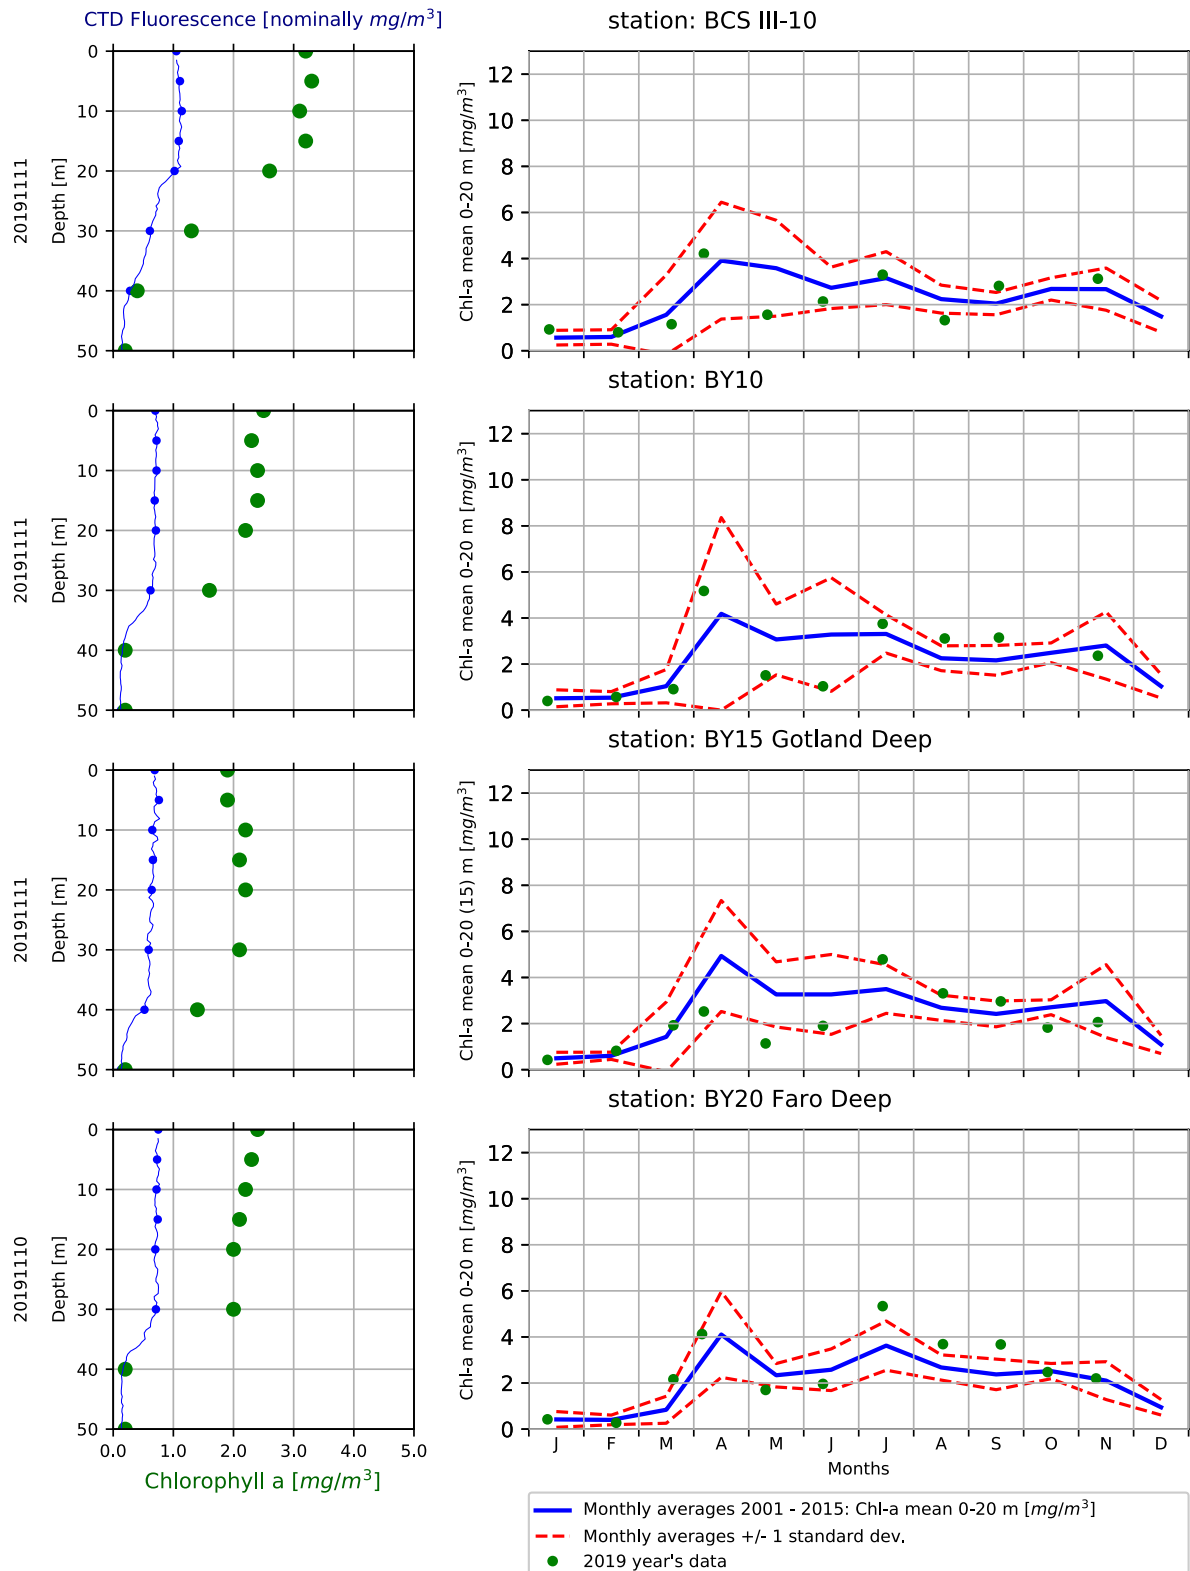 CTD Fluorescence [nominally mg/m³]
station: BCS III-10
20191111
Depth [m]
0
10
20
30
40
50
Chl-a mean 0-20 m [mg/m³]
12
10
8
6
4
2
0
station: BY10
20191111
Depth [m]
0
10
20
30
40
50
Chl-a mean 0-20 m [mg/m³]
12
10
8
6
4
2
0
station: BY15 Gotland Deep
20191111
Depth [m]
0
10
20
30
40
50
Chl-a mean 0-20 (15) m [mg/m³]
12
10
8
6
4
2
0
station: BY20 Faro Deep
20191110
Depth [m]
0
10
20
30
40
50
0.0 1.0 2.0 3.0 4.0 5.0
Chlorophyll a [mg/m³]
Chl-a mean 0-20 m [mg/m³]
12
10
8
6
4
2
0
J F M A M J J A S O N D
Months
Monthly averages 2001 - 2015: Chl-a mean 0-20 m [mg/m³]
Monthly averages +/- 1 standard dev.
2019 year's data